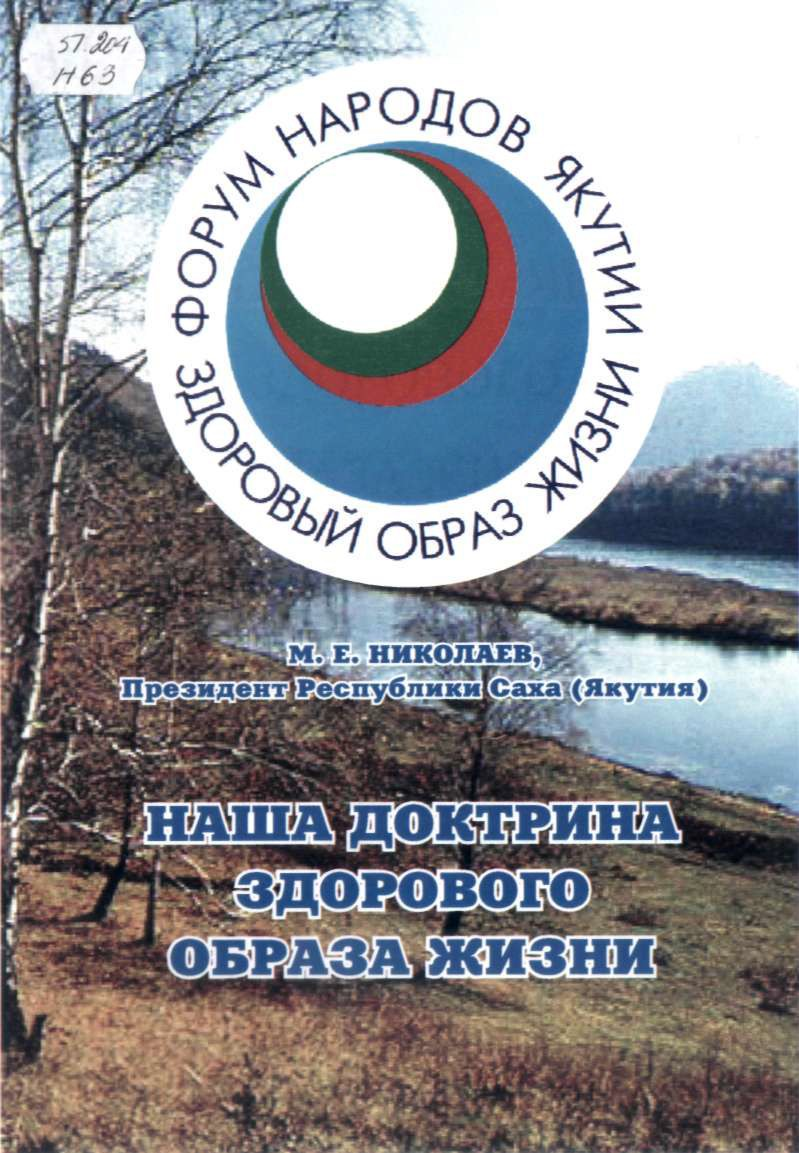 57.204
Н63
ФОРУМ НАРОДОВ ЯКУТИИ
ЗДОРОВЫЙ ОБРАЗ ЖИЗНИ
М. Е. НИКОЛАЕВ,
Президент Республики Саха (Якутия)
НАША ДОКТРИНА
ЗДОРОВОГО
ОБРАЗА ЖИЗНИ